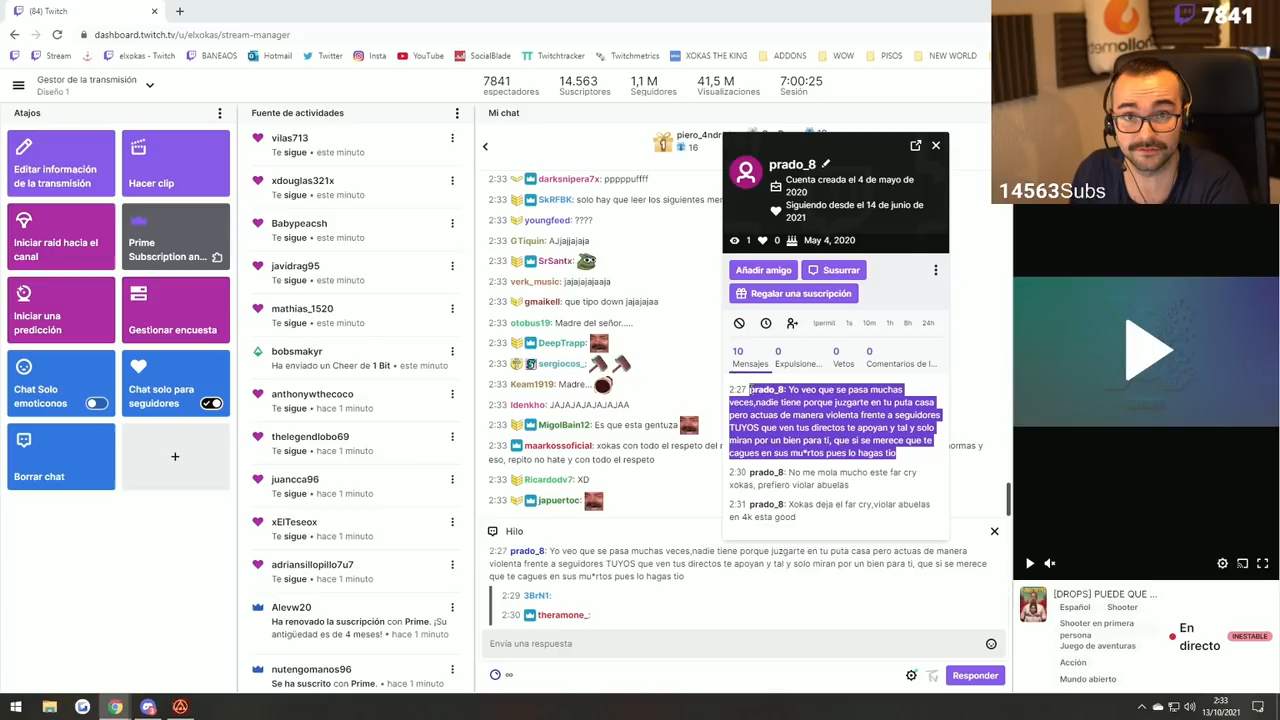 (84) Twitch
7841
dashboard.twitch.tv/u/elxokas/stream-manager
Stream
elxokas - Twitch
BANEAOS
Hotmail
Twitter
Insta
YouTube
SocialBlade
Twitchtracker
Twitchmetrics
XOKAS THE KING
ADDONS
WOW
PISOS
NEW WORLD
Gestor de la transmisión
Diseño 1
7841
espectadores
14.563
Suscriptores
1,1 M
Seguidores
41,5 M
Visualizaciones
7:00:25
Sesión
14563Subs
Atajos
Editar información
de la transmisión
Hacer clip
Iniciar raid hacia el
canal
Prime
Subscription an...
Iniciar una
predicción
Gestionar encuesta
Chat Solo
emoticonos
Chat solo para
seguidores
Borrar chat
Fuente de actividades
vilas713
Te sigue • este minuto
xdouglas321x
Te sigue • este minuto
Babypeacsh
Te sigue • este minuto
javidrag95
Te sigue • este minuto
mathias_1520
Te sigue • este minuto
bobsmakyr
Ha enviado un Cheer de 1 Bit • este minuto
anthonywthecoco
Te sigue • hace 1 minuto
thelegendlobo69
Te sigue • hace 1 minuto
juancca96
Te sigue • hace 1 minuto
xElTeseox
Te sigue • hace 1 minuto
adriansillopillo7u7
Te sigue • hace 1 minuto
Alevw20
Ha renovado la suscripción con Prime. ¡Su
antigüedad es de 4 meses! • hace 1 minuto
nutengomanos96
Se ha suscrito con Prime. • hace 1 minuto
Mi chat
piero_4ndr
16
2:33 darksnipera7x: pppppuffff
2:33 SkRFBK: solo hay que leer los siguientes mer
2:33 youngfeed: ????
2:33 GTiquin: AJjajjajaja
2:33 SrSantx:
2:33 verk_music: jajajajajaaja
2:33 gmaikell: que tipo down jajajajaa
2:33 otobus19: Madre del señor.....
2:33 DeepTrapp:
2:33 sergiocos_:
2:33 Keam1919: Madre...
2:33 Idenkho: JAJAJAJAJAJAJAA
2:33 MigolBain12: Es que esta gentuza
2:33 maarkossoficial: xokas con todo el respeto del
normas y
eso, repito no hate y con todo el respeto
2:33 Ricardodv7: XD
2:33 japuertoc:
prado_8
Cuenta creada el 4 de mayo de
2020
Siguiendo desde el 14 de junio de
2021
1
0
May 4, 2020
Añadir amigo
Susurrar
Regalar una suscripción
!permit
1s
10m
1h
8h
24h
10
Mensajes
0
Expulsione...
0
Vetos
0
Comentarios de l...
2:27 prado_8: Yo veo que se pasa muchas
veces,nadie tiene porque juzgarte en tu puta casa
pero actuas de manera violenta frente a seguidores
TUYOS que ven tus directos te apoyan y tal y solo
miran por un bien para ti, que si se merece que te
cagues en sus mu*rtos pues lo hagas tio
2:30 prado_8: No me mola mucho este far cry
xokas, prefiero violar abuelas
2:31 prado_8: Xokas deja el far cry,violar abuelas
en 4k esta good
Hilo
2:27 prado_8: Yo veo que se pasa muchas veces,nadie tiene porque juzgarte en tu puta casa pero actuas de manera
violenta frente a seguidores TUYOS que ven tus directos te apoyan y tal y solo miran por un bien para ti, que si se merece
que te cagues en sus mu*rtos pues lo hagas tio
2:29 3BrN1:
2:30 theramone_:
Envía una respuesta
∞
Responder
[DROPS] PUEDE QUE ...
Español
Shooter
Shooter en primera
persona
Juego de aventuras
Acción
Mundo abierto
En
directo
INESTABLE
2:33
13/10/2021